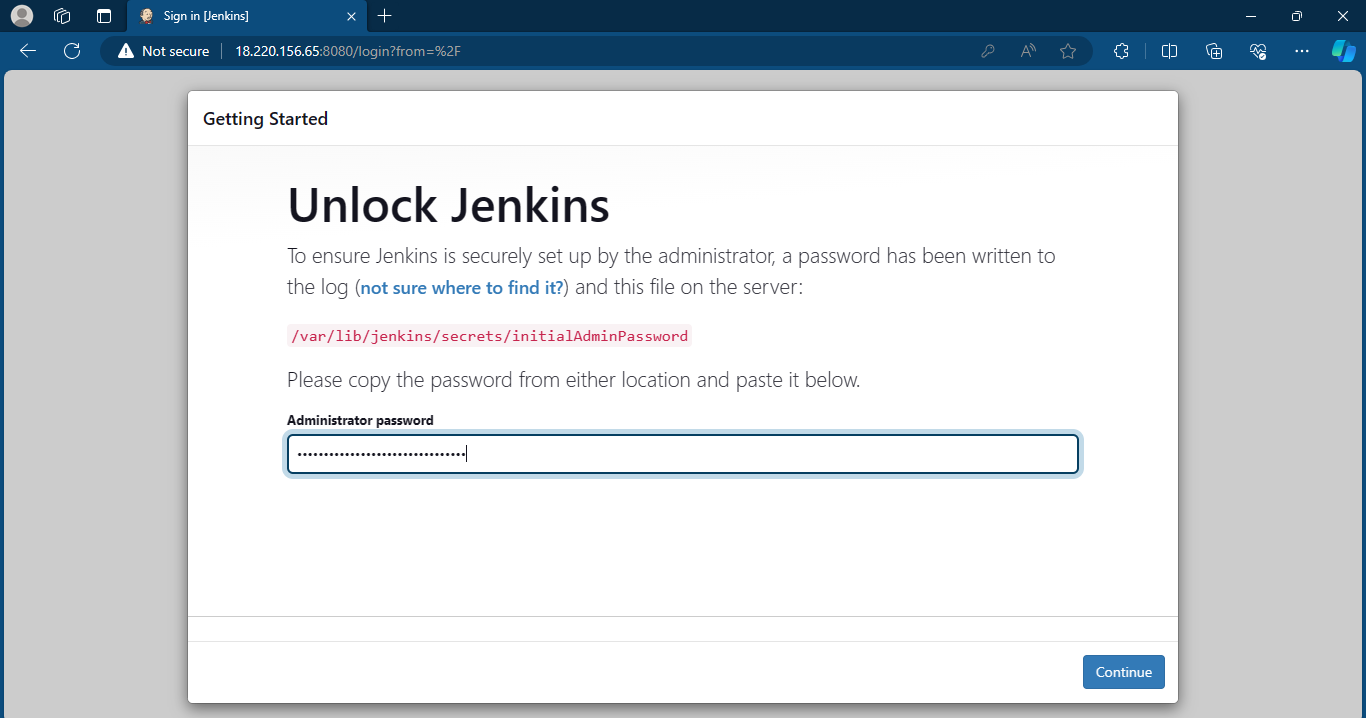 Sign in [Jenkins]
Not secure
18.220.156.65:8080/login?from=%2F
Getting Started
Unlock Jenkins
To ensure Jenkins is securely set up by the administrator, a password has been written to
the log (not sure where to find it?) and this file on the server:
/var/lib/jenkins/secrets/initialAdminPassword
Please copy the password from either location and paste it below.
Administrator password
••••••••••••••••••••••••••••••••
Continue